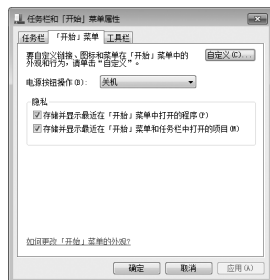 任务栏和「开始」菜单属性
任务栏 「开始」菜单 工具栏
要自定义链接、图标和菜单在「开始」菜单中的
外观和行为，请单击“自定义”。
自定义(C)...
电源按钮操作(B): 关机
隐私
存储并显示最近在「开始」菜单中打开的程序(P)
存储并显示最近在「开始」菜单和任务栏中打开的项目(M)
如何更改「开始」菜单的外观?
确定 取消 应用(A)